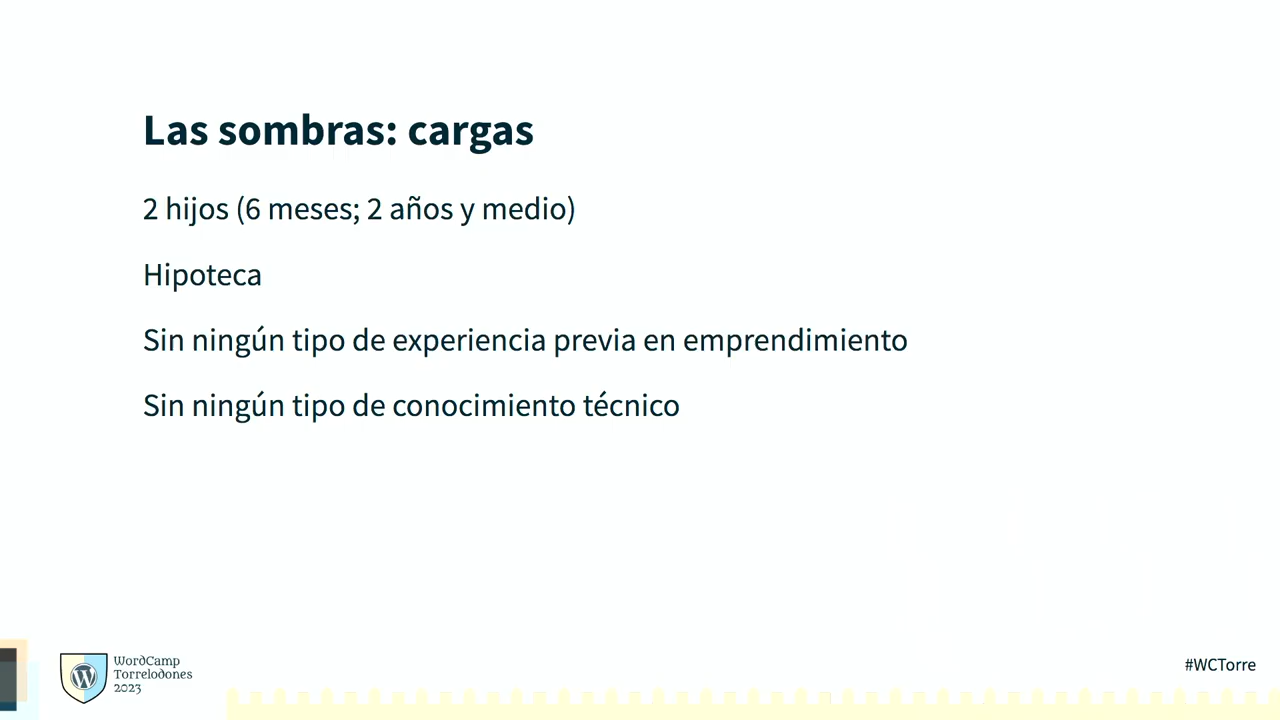 Las sombras: cargas
2 hijos (6 meses; 2 años y medio)
Hipoteca
Sin ningún tipo de experiencia previa en emprendimiento
Sin ningún tipo de conocimiento técnico
WordCamp
Torrelodones
2023
#WCTorre